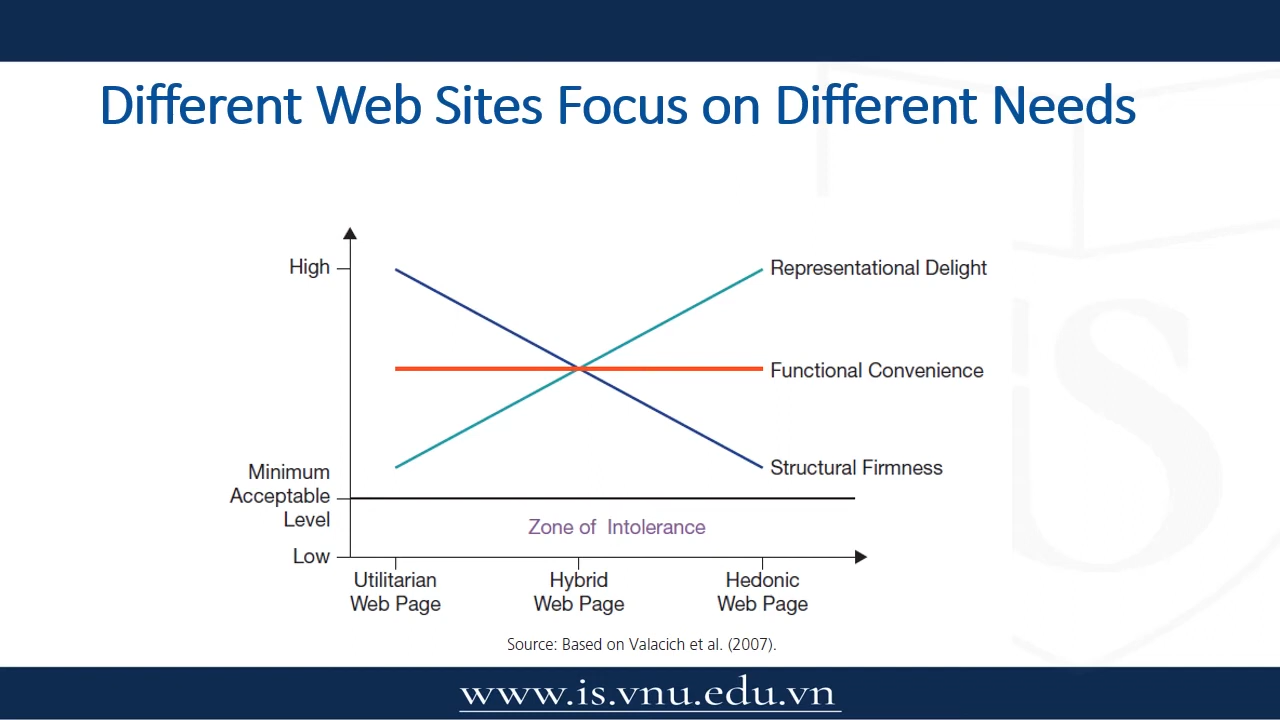 Different Web Sites Focus on Different Needs
High
Representational Delight
Functional Convenience
Structural Firmness
Minimum
Acceptable
Level
Zone of Intolerance
Low
Utilitarian
Web Page
Hybrid
Web Page
Hedonic
Web Page
Source: Based on Valacich et al. (2007).
www.is.vnu.edu.vn